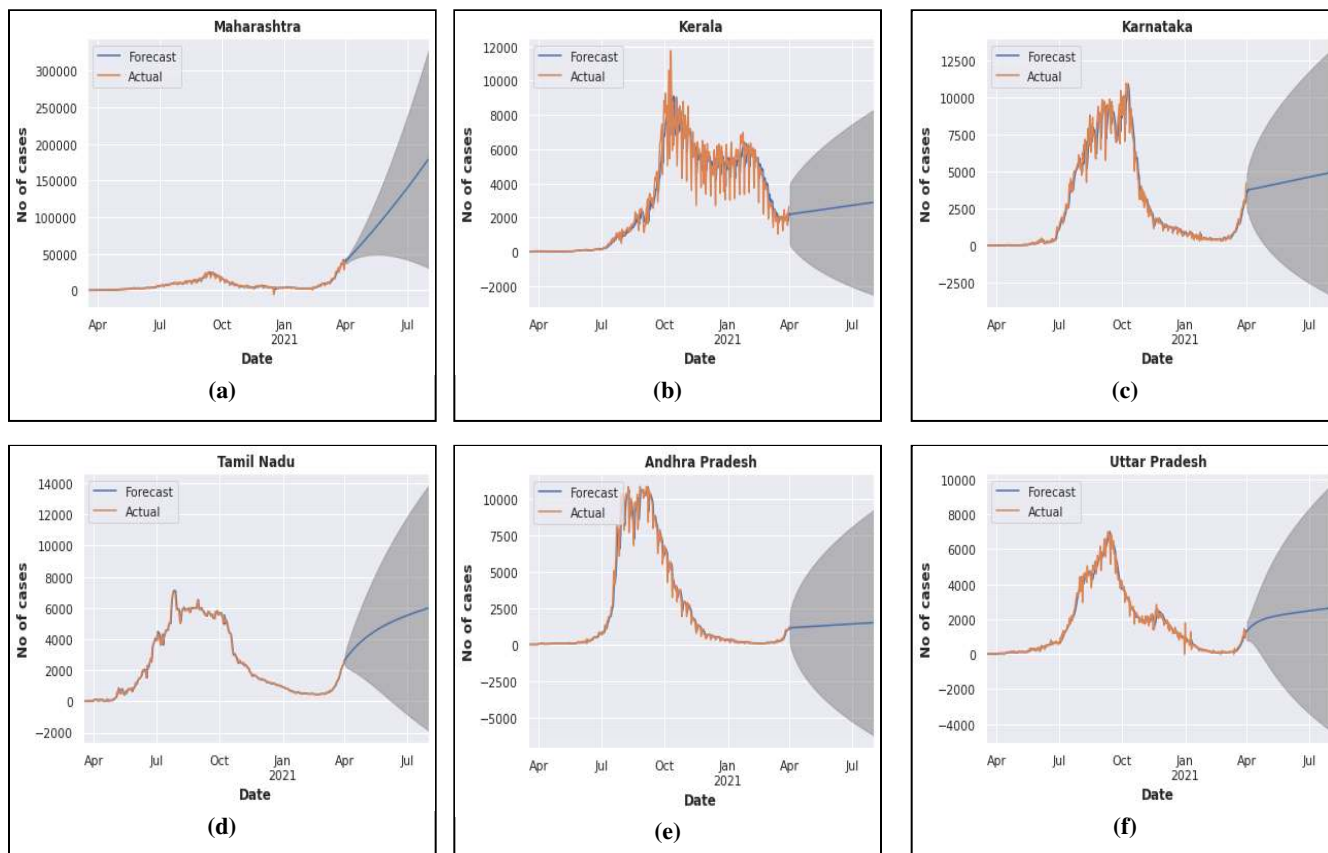 Maharashtra
Forecast
Actual
No of cases
300000
250000
200000
150000
100000
50000
0
Apr Jul Oct Jan Apr Jul
2021
Date
(a)
Kerala
Forecast
Actual
No of cases
12000
10000
8000
6000
4000
2000
0
−2000
Apr Jul Oct Jan Apr Jul
2021
Date
(b)
Karnataka
Forecast
Actual
No of cases
12500
10000
7500
5000
2500
0
−2500
Apr Jul Oct Jan Apr Jul
2021
Date
(c)
Tamil Nadu
Forecast
Actual
No of cases
14000
12000
10000
8000
6000
4000
2000
0
−2000
Apr Jul Oct Jan Apr Jul
2021
Date
(d)
Andhra Pradesh
Forecast
Actual
No of cases
10000
7500
5000
2500
0
−2500
−5000
Apr Jul Oct Jan Apr Jul
2021
Date
(e)
Uttar Pradesh
Forecast
Actual
No of cases
10000
8000
6000
4000
2000
0
−2000
−4000
Apr Jul Oct Jan Apr Jul
2021
Date
(f)